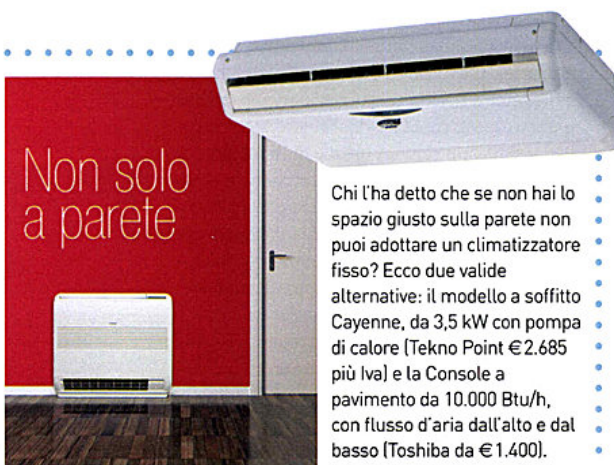 Non solo
a parete
Chi l'ha detto che se non hai lo
spazio giusto sulla parete non
puoi adottare un climatizzatore
fisso? Ecco due valide
alternative: il modello a soffitto
Cayenne, da 3,5 kW con pompa
di calore (Tekno Point €2.685
più Iva) e la Console a
pavimento da 10.000 Btu/h,
con flusso d'aria dall'alto e dal
basso (Toshiba da €1.400).